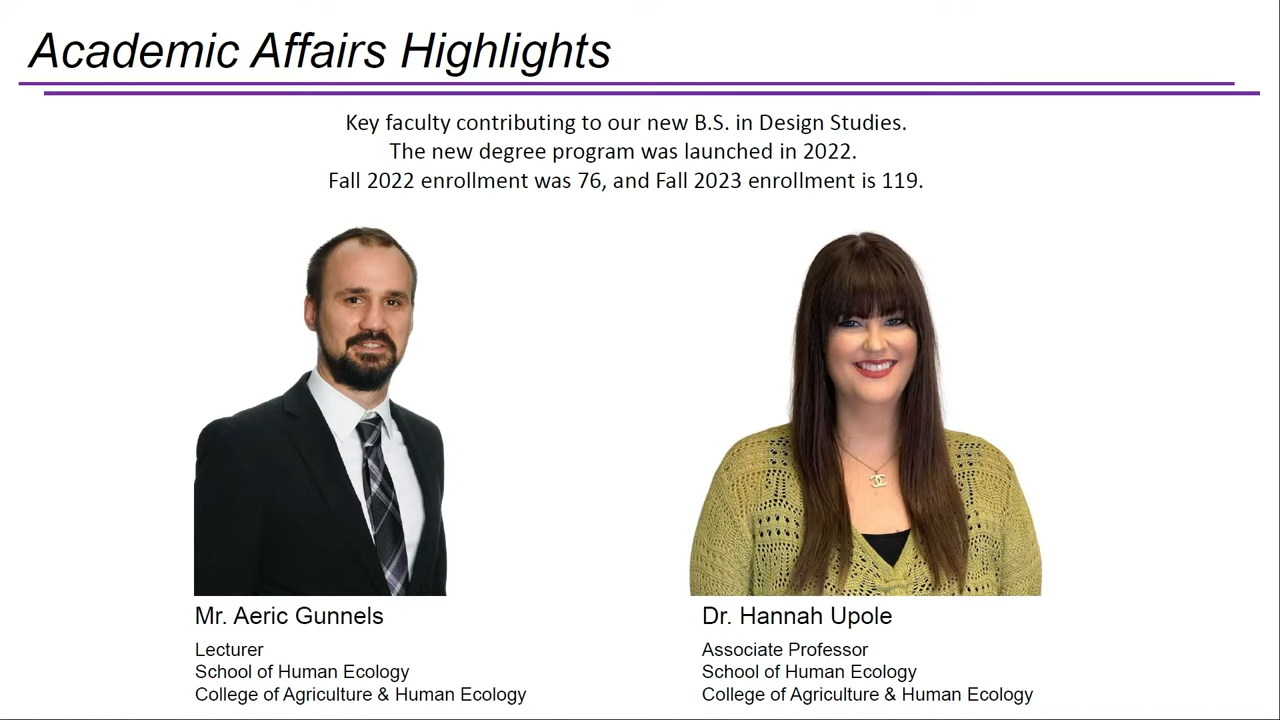 Academic Affairs Highlights
Key faculty contributing to our new B.S. in Design Studies.
The new degree program was launched in 2022.
Fall 2022 enrollment was 76, and Fall 2023 enrollment is 119.
Mr. Aeric Gunnels
Lecturer
School of Human Ecology
College of Agriculture & Human Ecology
Dr. Hannah Upole
Associate Professor
School of Human Ecology
College of Agriculture & Human Ecology